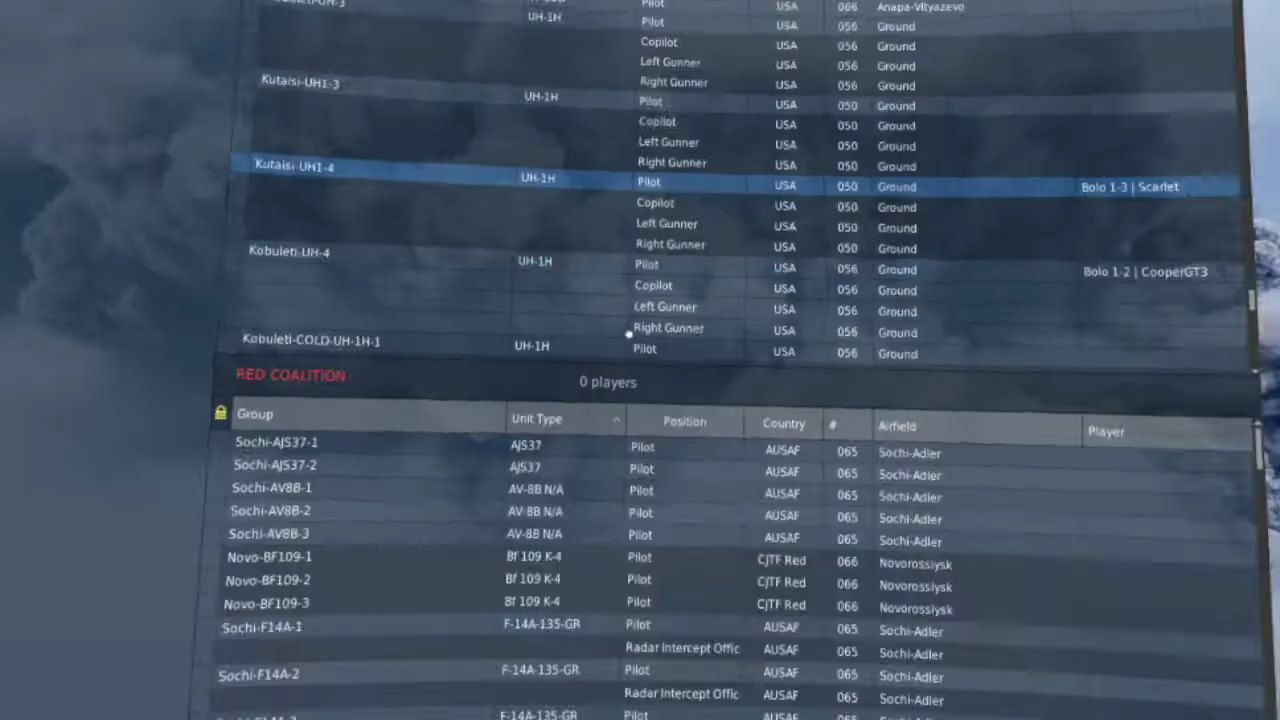 Pilot USA 066 Anapa-Vityazevo
UH-1H Pilot USA 056 Ground
Copilot USA 056 Ground
Left Gunner USA 056 Ground
Right Gunner USA 056 Ground
Kutaisi-UH1-3 UH-1H Pilot USA 050 Ground
Copilot USA 050 Ground
Left Gunner USA 050 Ground
Right Gunner USA 050 Ground
Kutaisi-UH1-4 UH-1H Pilot USA 050 Ground Bolo 1-3 | Scarlet
Copilot USA 050 Ground
Left Gunner USA 050 Ground
Right Gunner USA 050 Ground
Kobuleti-UH-4 UH-1H Pilot USA 056 Ground Bolo 1-2 | CooperGT3
Copilot USA 056 Ground
Left Gunner USA 056 Ground
Right Gunner USA 056 Ground
Kobuleti-COLD-UH-1H-1 UH-1H Pilot USA 056 Ground
RED COALITION 0 players
Group Unit Type Position Country # Airfield Player
Sochi-AJS37-1 AJS37 Pilot AUSAF 065 Sochi-Adler
Sochi-AJS37-2 AJS37 Pilot AUSAF 065 Sochi-Adler
Sochi-AV8B-1 AV-8B N/A Pilot AUSAF 065 Sochi-Adler
Sochi-AV8B-2 AV-8B N/A Pilot AUSAF 065 Sochi-Adler
Sochi-AV8B-3 AV-8B N/A Pilot AUSAF 065 Sochi-Adler
Novo-BF109-1 Bf 109 K-4 Pilot CJTF Red 066 Novorossiysk
Novo-BF109-2 Bf 109 K-4 Pilot CJTF Red 066 Novorossiysk
Novo-BF109-3 Bf 109 K-4 Pilot CJTF Red 066 Novorossiysk
Sochi-F14A-1 F-14A-135-GR Pilot AUSAF 065 Sochi-Adler
Radar Intercept Offic AUSAF 065 Sochi-Adler
Sochi-F14A-2 F-14A-135-GR Pilot AUSAF 065 Sochi-Adler
Radar Intercept Offic AUSAF 065 Sochi-Adler
F-14A-135-GR Pilot AUSAF 065 Sochi-Adler